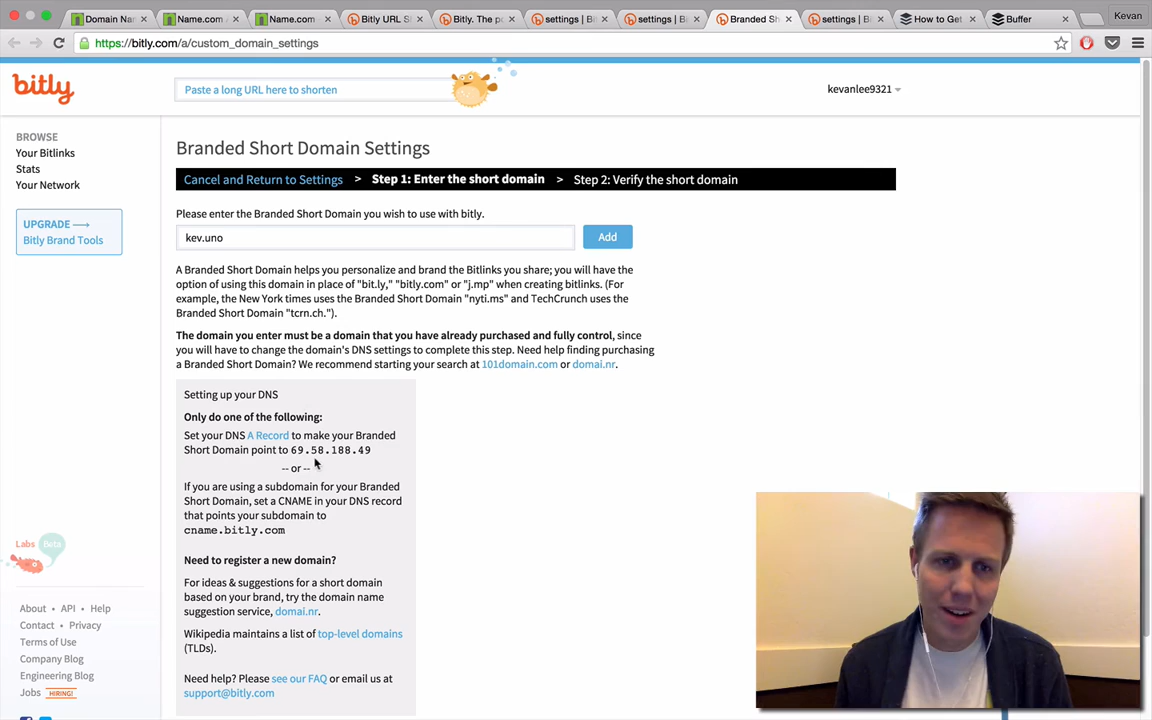 Domain Na
Name.com
Name.com
Bitly URL S
Bitly. The p
settings | B
settings | B
Branded Sh
settings | B
How to Get
Buffer
Kevan
https://bitly.com/a/custom_domain_settings
bitly
Paste a long URL here to shorten
kevanlee9321
BROWSE
Your Bitlinks
Stats
Your Network
UPGRADE
Bitly Brand Tools
Branded Short Domain Settings
Cancel and Return to Settings > Step 1: Enter the short domain > Step 2: Verify the short domain
Please enter the Branded Short Domain you wish to use with bitly.
kev.uno
Add
A Branded Short Domain helps you personalize and brand the Bitlinks you share; you will have the
option of using this domain in place of "bit.ly," "bitly.com" or "j.mp" when creating bitlinks. (For
example, the New York times uses the Branded Short Domain "nyti.ms" and TechCrunch uses the
Branded Short Domain "tcrn.ch.").
The domain you enter must be a domain that you have already purchased and fully control, since
you will have to change the domain's DNS settings to complete this step. Need help finding purchasing
a Branded Short Domain? We recommend starting your search at 101domain.com or domai.nr.
Setting up your DNS
Only do one of the following:
Set your DNS A Record to make your Branded
Short Domain point to 69.58.188.49
-- or --
If you are using a subdomain for your Branded
Short Domain, set a CNAME in your DNS record
that points your subdomain to
cname.bitly.com
Need to register a new domain?
For ideas & suggestions for a short domain
based on your brand, try the domain name
suggestion service, domai.nr.
Wikipedia maintains a list of top-level domains
(TLDs).
Need help? Please see our FAQ or email us at
support@bitly.com
Labs Beta
About • API • Help
Contact • Privacy
Terms of Use
Company Blog
Engineering Blog
Jobs HIRING!